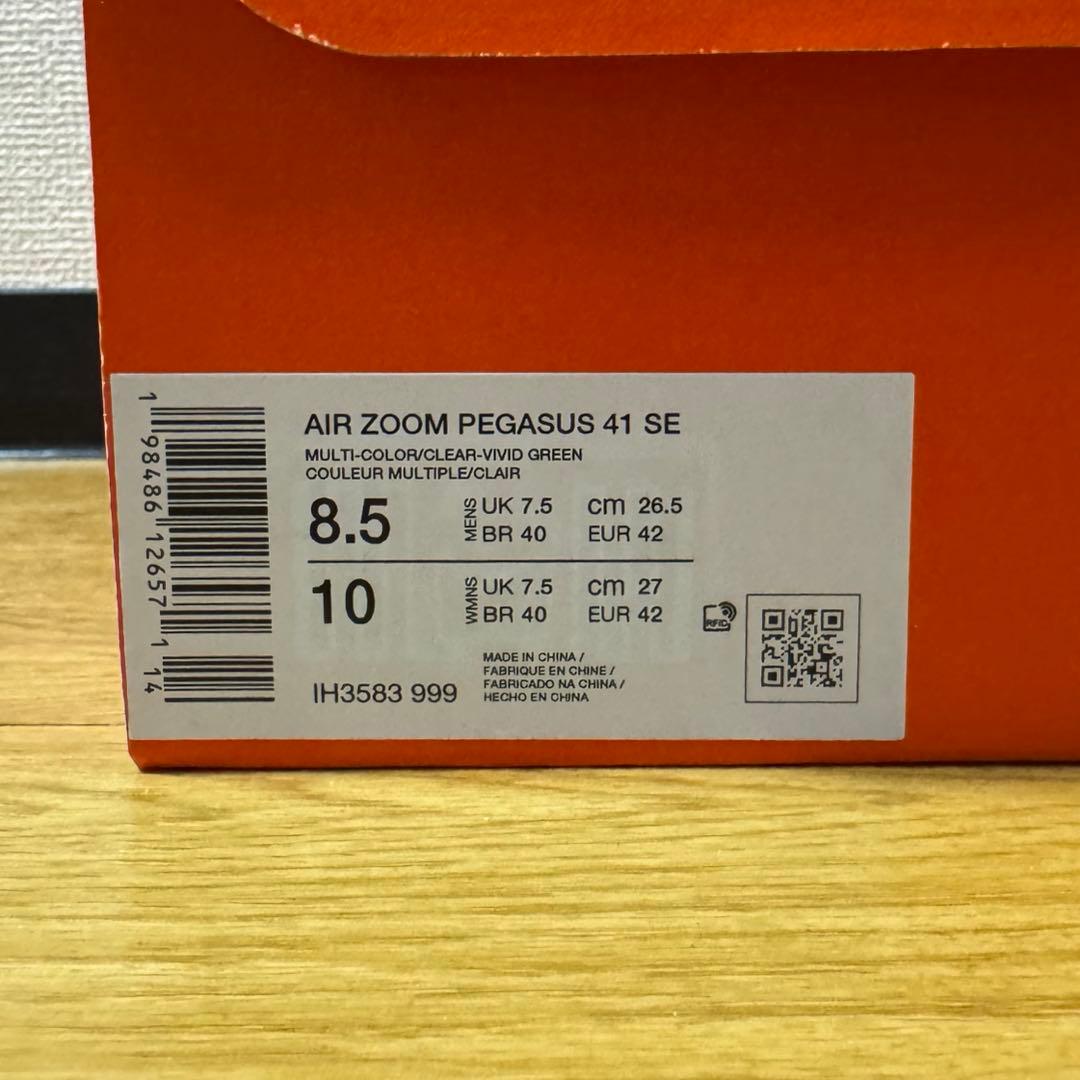 AIR ZOOM PEGASUS 41 SE
MULTI-COLOR/CLEAR-VIVID GREEN
COULEUR MULTIPLE/CLAIR
8.5 MENS UK 7.5 cm 26.5
BR 40 EUR 42
10 WMNS UK 7.5 cm 27
BR 40 EUR 42
RFID
IH3583 999
MADE IN CHINA /
FABRIQUE EN CHINE /
FABRICADO NA CHINA /
HECHO EN CHINA
1 98486 12657 1 14